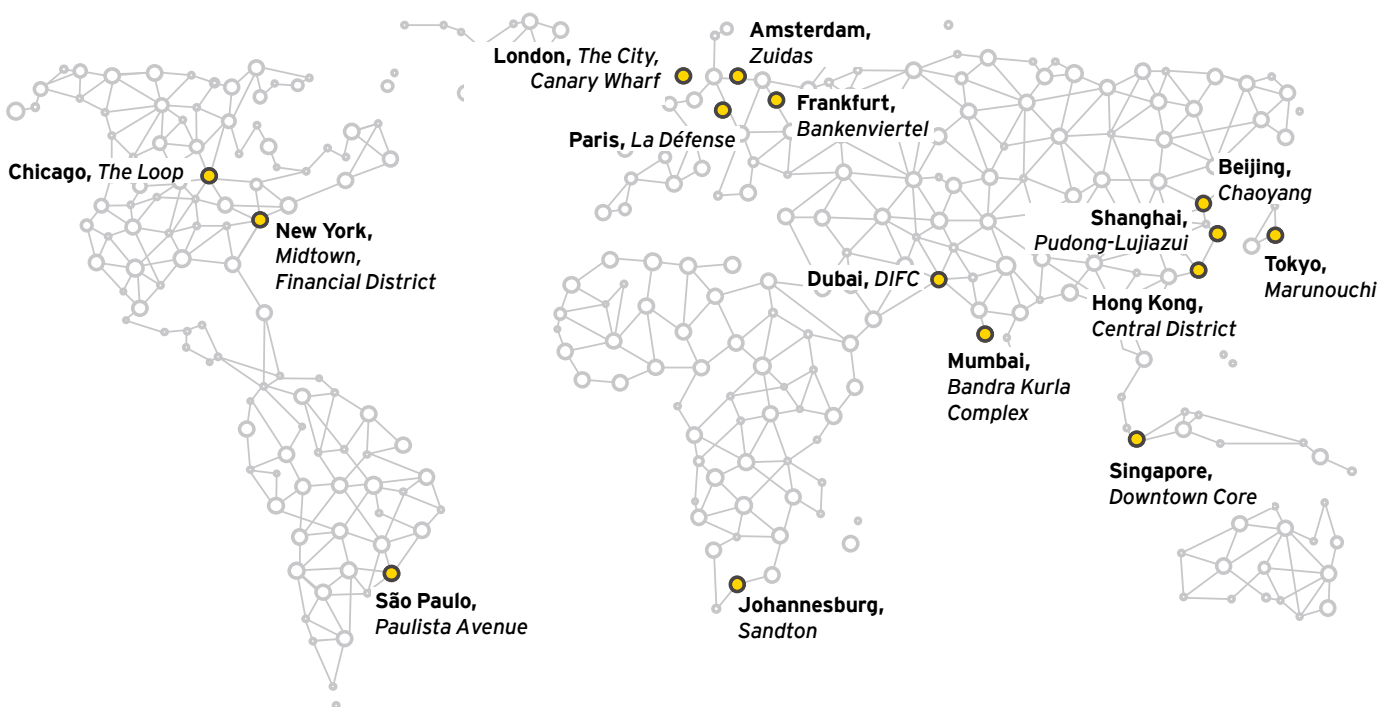 London, The City,
Canary Wharf
Amsterdam,
Zuidas
Frankfurt,
Bankenviertel
Paris, La Défense
Chicago, The Loop
New York,
Midtown,
Financial District
Beijing,
Chaoyang
Shanghai,
Pudong-Lujiazui
Tokyo,
Marunouchi
Dubai, DIFC
Hong Kong,
Central District
Mumbai,
Bandra Kurla
Complex
Singapore,
Downtown Core
São Paulo,
Paulista Avenue
Johannesburg,
Sandton